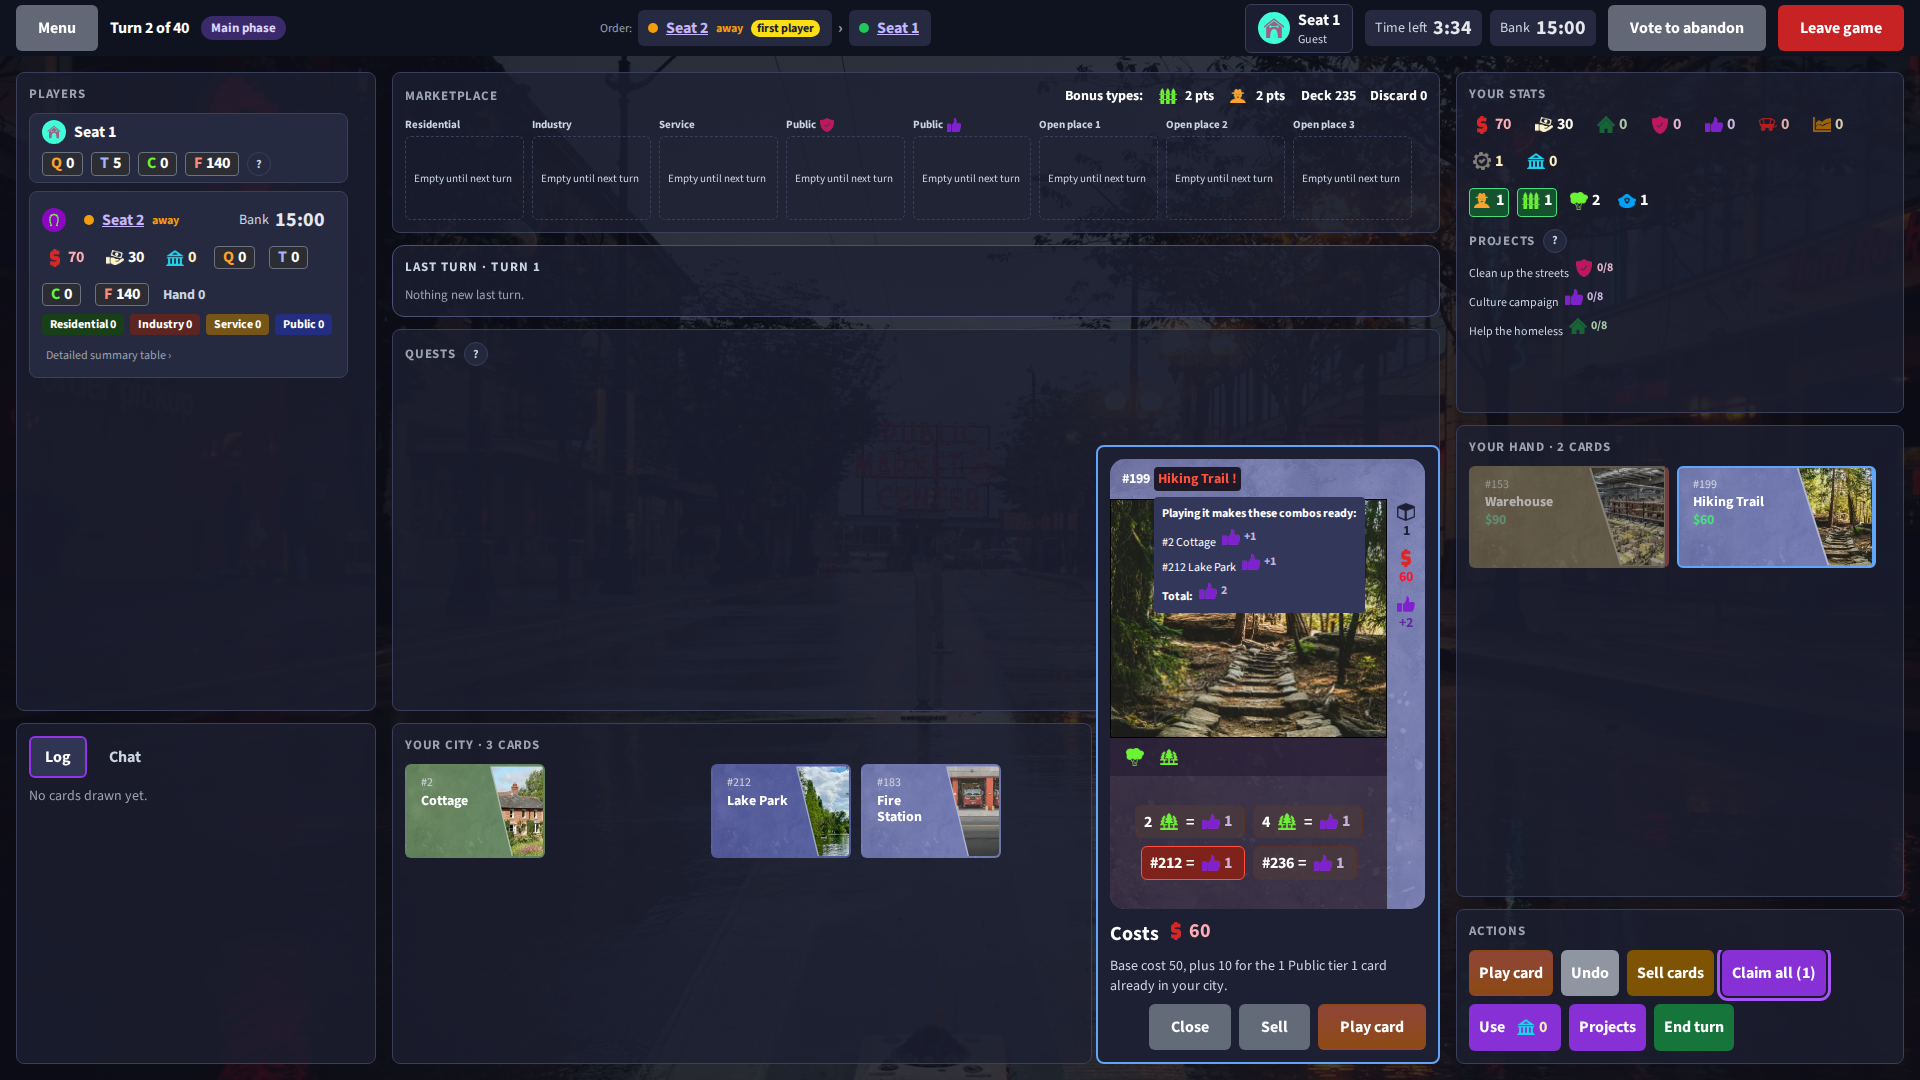 Menu
Turn 2 of 40
Main phase
Order:
Seat 2 away first player › Seat 1
Seat 1
Guest
Time left 3:34
Bank 15:00
Vote to abandon
Leave game
PLAYERS
Seat 1
Q 0 T 5 C 0 F 140 ?
Seat 2 away Bank 15:00
70 30 0 Q 0 T 0
C 0 F 140 Hand 0
Residential 0 Industry 0 Service 0 Public 0
Detailed summary table ›
MARKETPLACE
Bonus types: 2 pts 2 pts Deck 235 Discard 0
Residential Industry Service Public Public Open place 1 Open place 2 Open place 3
Empty until next turn Empty until next turn Empty until next turn Empty until next turn Empty until next turn Empty until next turn Empty until next turn Empty until next turn
LAST TURN · TURN 1
Nothing new last turn.
QUESTS ?
YOUR STATS
$ 70 30 0 0 0 0 0
1 0
1 1 2 1
PROJECTS ?
Clean up the streets 0/8
Culture campaign 0/8
Help the homeless 0/8
YOUR HAND · 2 CARDS
#153
Warehouse
$90
#199
Hiking Trail
$60
#199 Hiking Trail !
Playing it makes these combos ready:
#2 Cottage +1
#212 Lake Park +1
Total: 2
1
$
60
+2
2 = 1 4 = 1
#212 = 1 #236 = 1
Costs $ 60
Base cost 50, plus 10 for the 1 Public tier 1 card
already in your city.
Close Sell Play card
Log Chat
No cards drawn yet.
YOUR CITY · 3 CARDS
#2
Cottage
#212
Lake Park
#183
Fire
Station
ACTIONS
Play card Undo Sell cards Claim all (1)
Use 0 Projects End turn